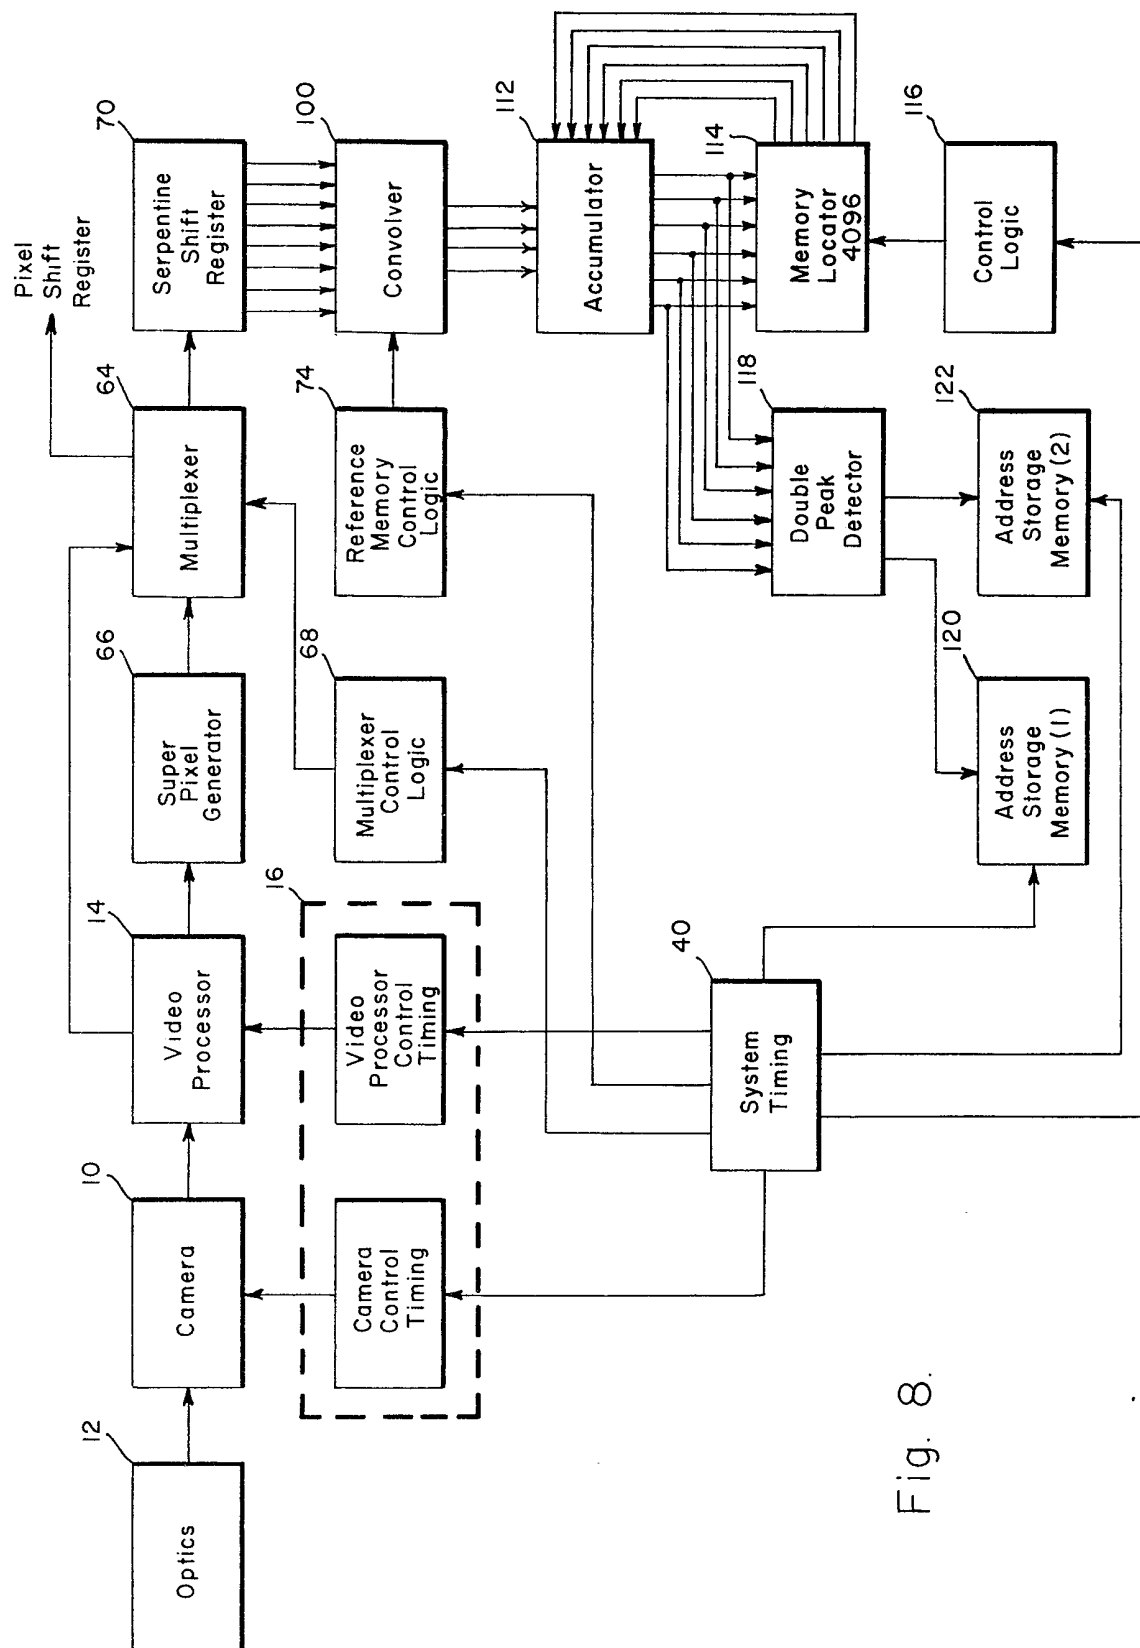 12
Optics
10
Camera
14
Video
Processor
66
Super
Pixel
Generator
64
Multiplexer
Pixel
Shift
Register
70
Serpentine
Shift
Register
16
Camera
Control
Timing
Video
Processor
Control
Timing
68
Multiplexer
Control
Logic
74
Reference
Memory
Control
Logic
100
Convolver
112
Accumulator
40
System
Timing
118
Double
Peak
Detector
114
Memory
Locator
4096
120
Address
Storage
Memory (1)
122
Address
Storage
Memory (2)
116
Control
Logic
Fig. 8.